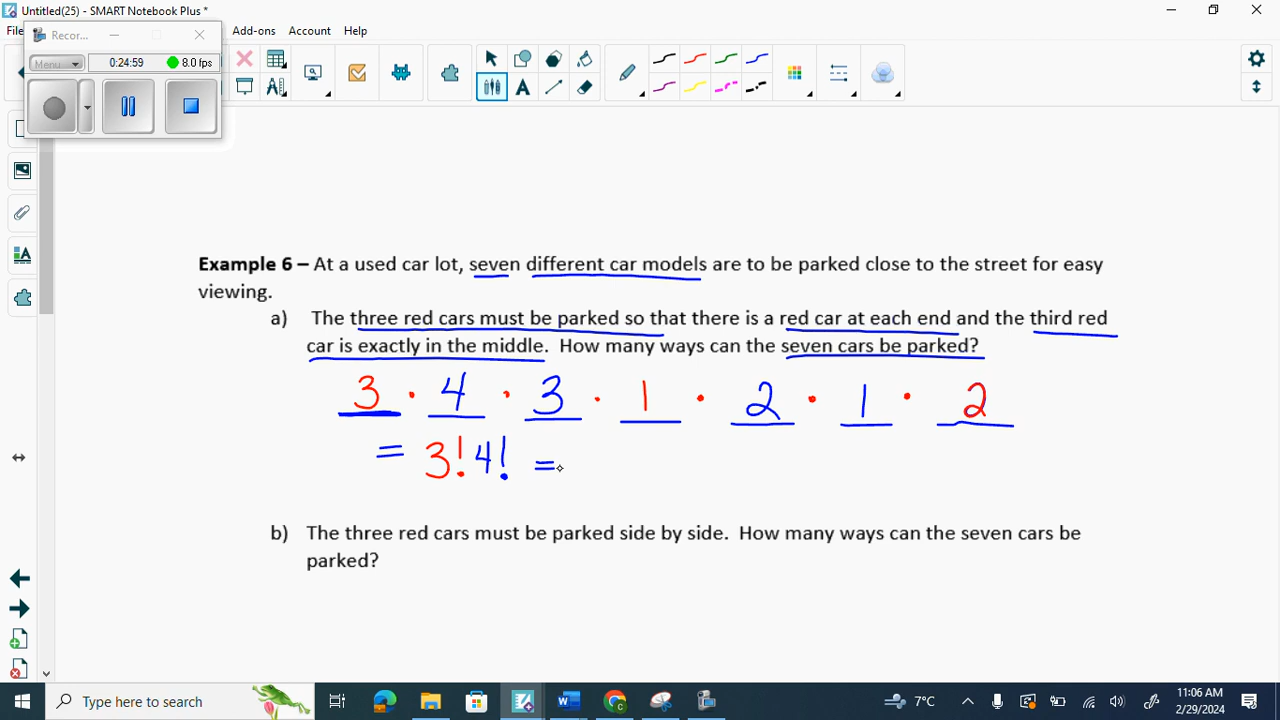 Untitled(25) - SMART Notebook Plus *
File
Add-ons Account Help
Recor...
Menu 0:24:59 8.0 fps
Example 6 – At a used car lot, seven different car models are to be parked close to the street for easy
viewing.
a) The three red cars must be parked so that there is a red car at each end and the third red
car is exactly in the middle. How many ways can the seven cars be parked?
3 · 4 · 3 · 1 · 2 · 1 · 2
= 3!4! =
b) The three red cars must be parked side by side. How many ways can the seven cars be
parked?
Type here to search
7°C
11:06 AM
2/29/2024